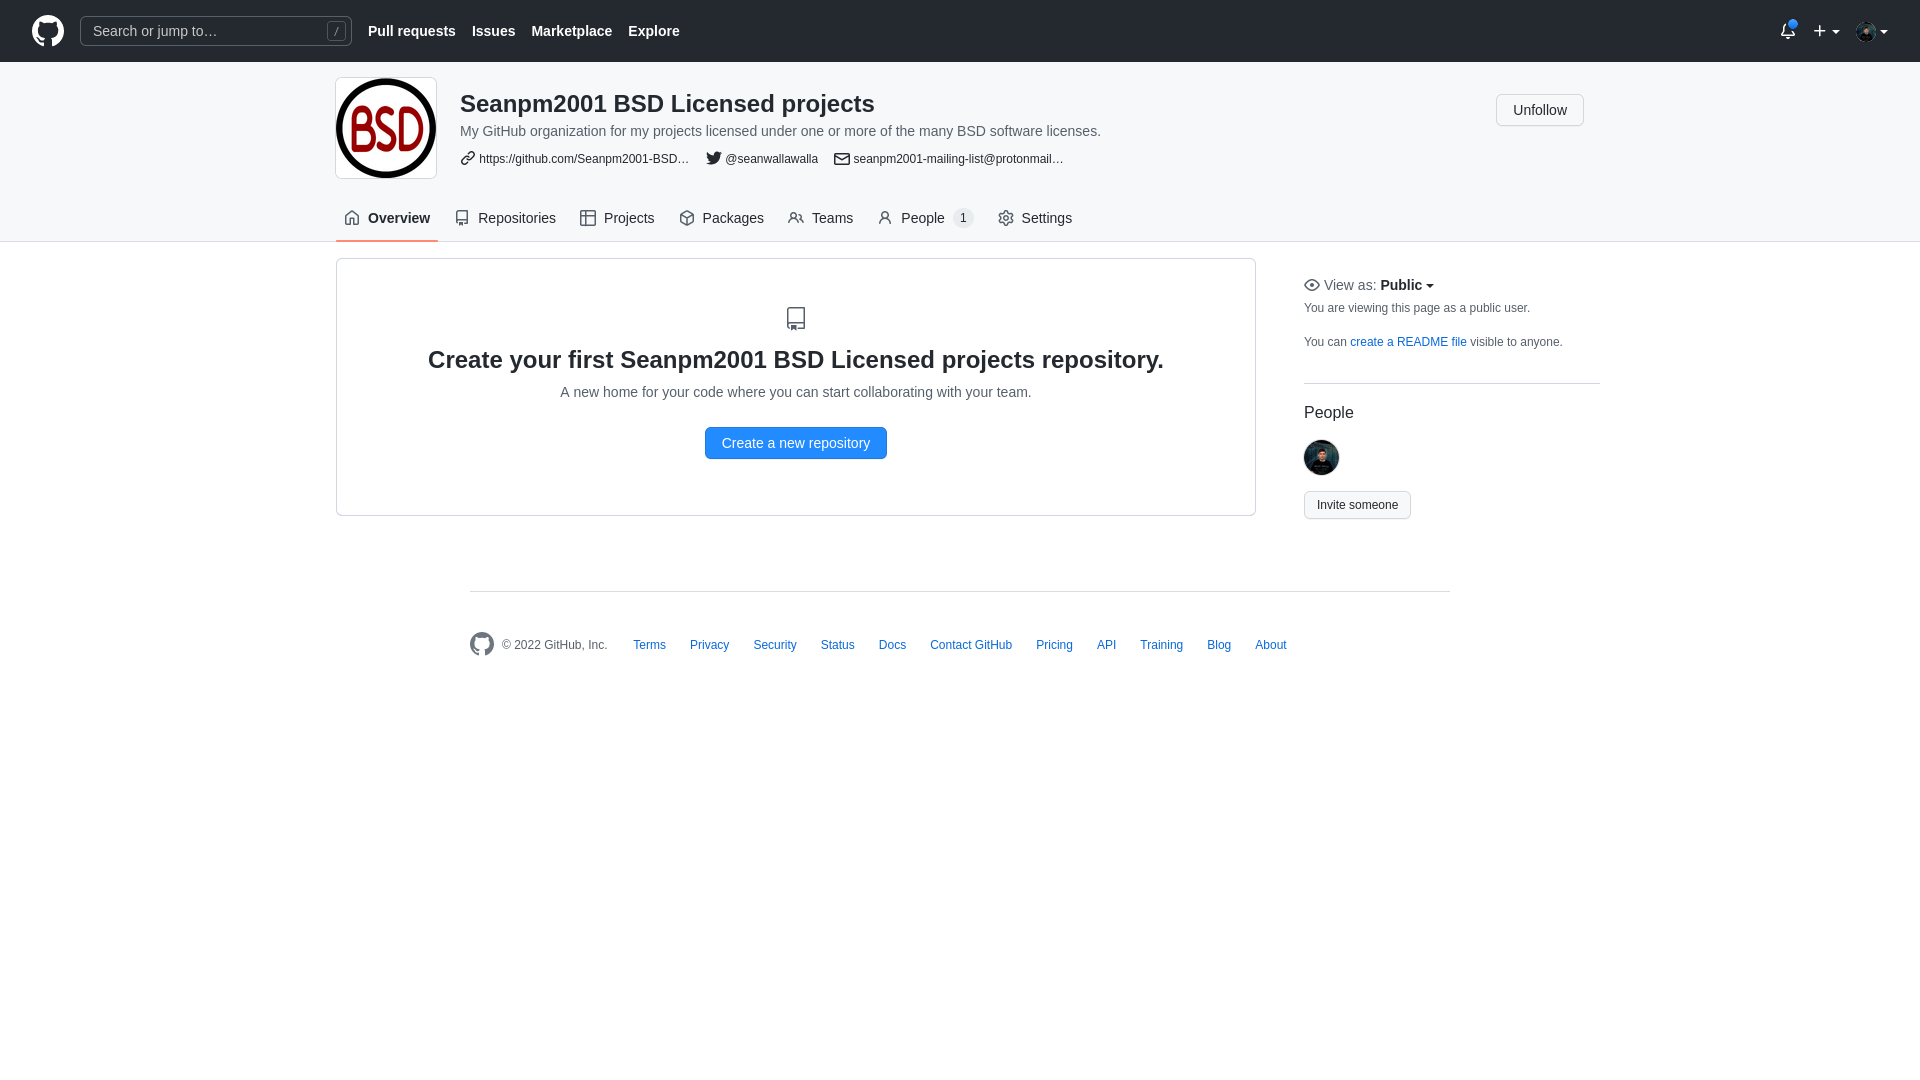 Search or jump to… /
Pull requests Issues Marketplace Explore
BSD
Seanpm2001 BSD Licensed projects
Unfollow
My GitHub organization for my projects licensed under one or more of the many BSD software licenses.
https://github.com/Seanpm2001-BSD… @seanwallawalla seanpm2001-mailing-list@protonmail…
Overview Repositories Projects Packages Teams People 1 Settings
Create your first Seanpm2001 BSD Licensed projects repository.
A new home for your code where you can start collaborating with your team.
Create a new repository
View as: Public
You are viewing this page as a public user.
You can create a README file visible to anyone.
People
Invite someone
© 2022 GitHub, Inc. Terms Privacy Security Status Docs Contact GitHub Pricing API Training Blog About